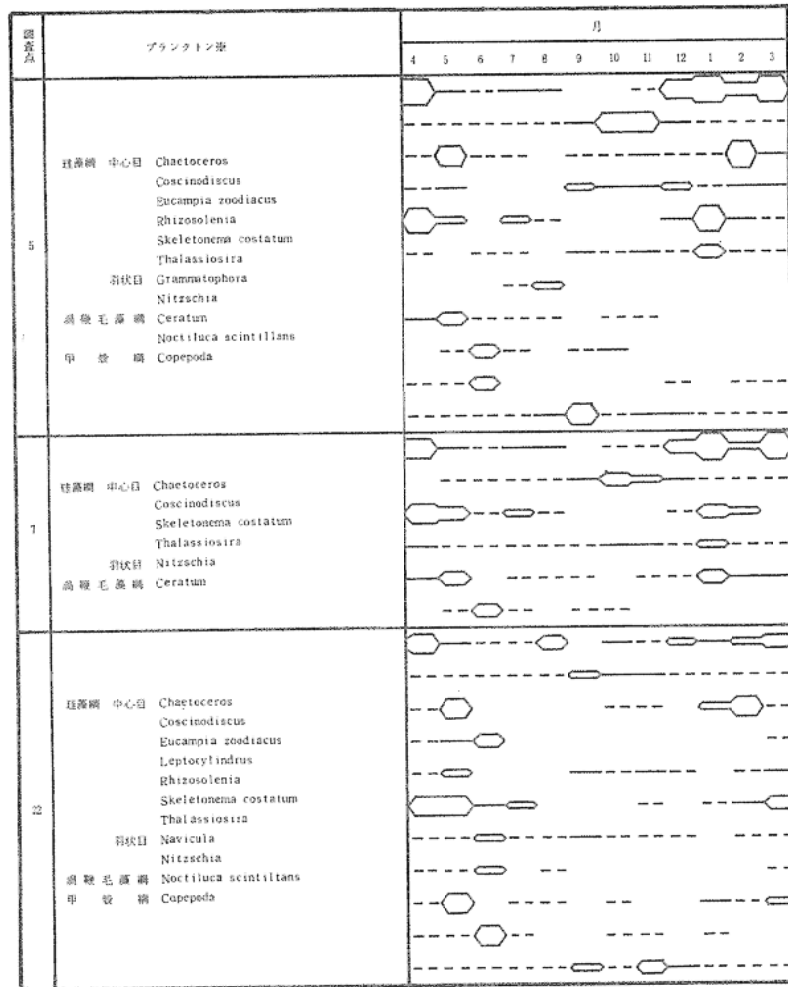 調査点 プランクトン※ 月
4 5 6 7 8 9 10 11 12 1 2 3
5
珪藻綱 中心目 Chaetoceros
Coscinodiscus
Eucampia zoodiacus
Rhizosolenia
Skeletonema costatum
Thalassiosira
羽状目 Grammatophora
Nitzschia
渦鞭毛藻綱 Ceratum
Noctiluca scintillans
甲殻綱 Copepoda
7
珪藻綱 中心目 Chaetoceros
Coscinodiscus
Skeletonema costatum
Thalassiosira
羽状目 Nitzschia
渦鞭毛藻綱 Ceratum
22
珪藻綱 中心目 Chaetoceros
Coscinodiscus
Eucampia zoodiacus
Leptocylindrus
Rhizosolenia
Skeletonema costatum
Thalassiosira
羽状目 Navicula
Nitzschia
渦鞭毛藻綱 Noctiluca scintiltans
甲殻綱 Copepoda